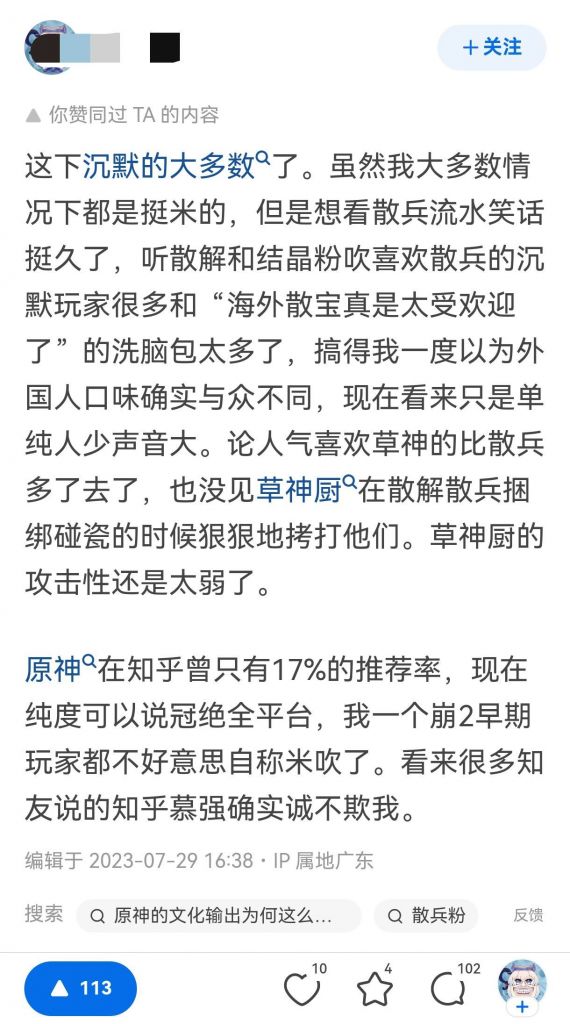 +关注
你赞同过 TA 的内容
这下沉默的大多数了。虽然我大多数情
况下都是挺米的，但是想看散兵流水笑话
挺久了，听散解和结晶粉吹喜欢散兵的沉
默玩家很多和“海外散宝真是太受欢迎
了”的洗脑包太多了，搞得我一度以为外
国人口味确实与众不同，现在看来只是单
纯人少声音大。论人气喜欢草神的比散兵
多了去了，也没见草神厨在散解散兵捆
绑碰瓷的时候狠狠地拷打他们。草神厨的
攻击性还是太弱了。
原神在知乎曾只有17%的推荐率，现在
纯度可以说冠绝全平台，我一个崩2早期
玩家都不好意思自称米吹了。看来很多知
友说的知乎慕强确实诚不欺我。
编辑于 2023-07-29 16:38・IP 属地广东
搜索 原神的文化输出为何这么... 散兵粉 反馈
113 10 4 102